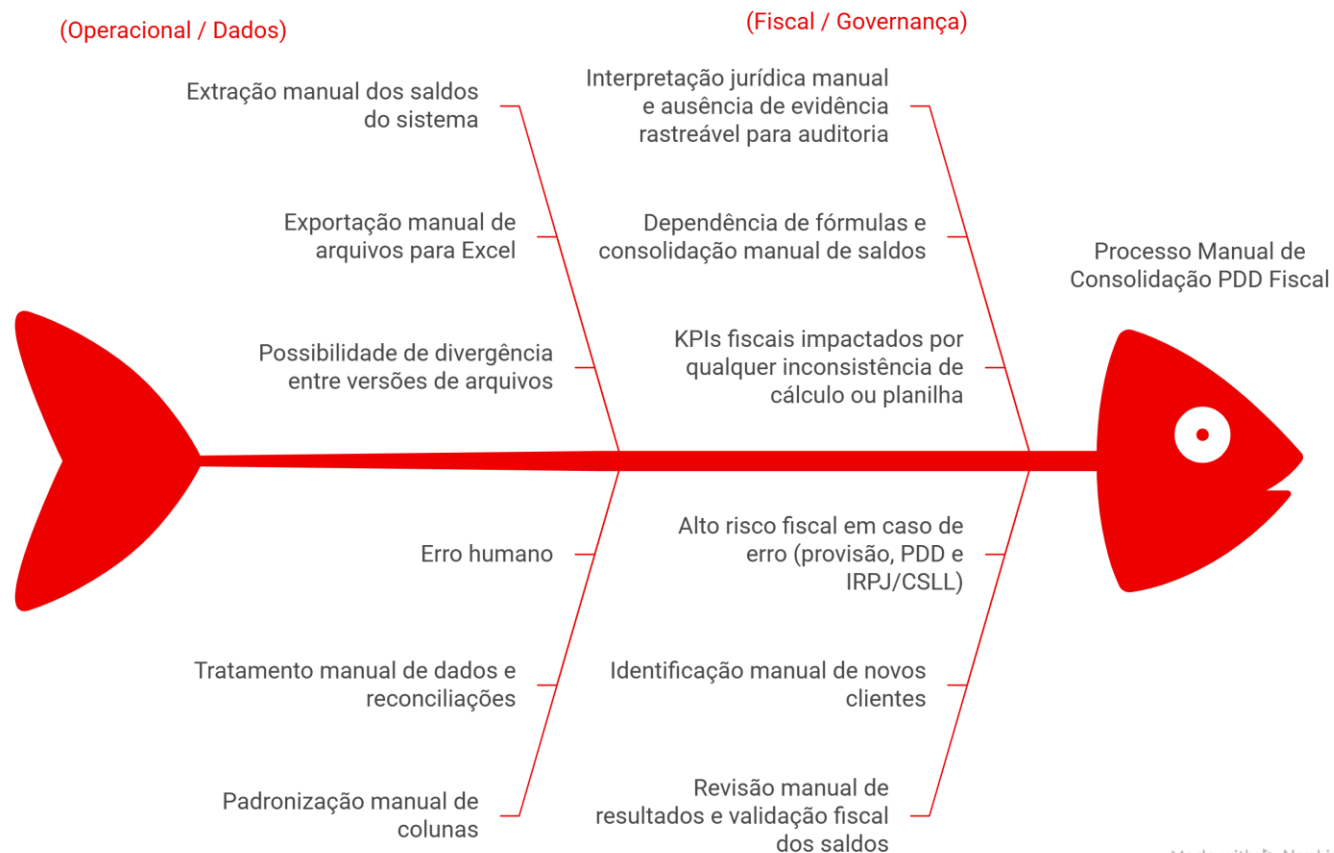 (Operacional / Dados)
(Fiscal / Governança)
Extração manual dos saldos
do sistema
Exportação manual de
arquivos para Excel
Possibilidade de divergência
entre versões de arquivos
Interpretação jurídica manual
e ausência de evidência
rastreável para auditoria
Dependência de fórmulas e
consolidação manual de saldos
KPIs fiscais impactados por
qualquer inconsistência de
cálculo ou planilha
Processo Manual de
Consolidação PDD Fiscal
Erro humano
Tratamento manual de dados e
reconciliações
Padronização manual de
colunas
Alto risco fiscal em caso de
erro (provisão, PDD e
IRPJ/CSLL)
Identificação manual de novos
clientes
Revisão manual de
resultados e validação fiscal
dos saldos